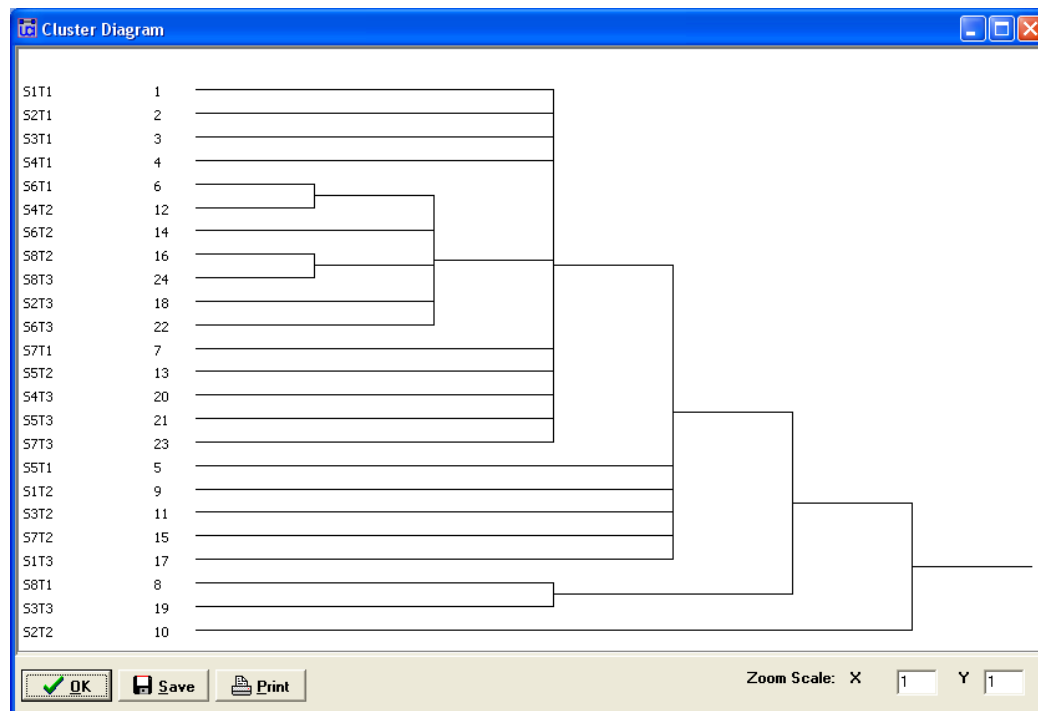 Cluster Diagram
S1T1 1
S2T1 2
S3T1 3
S4T1 4
S6T1 6
S4T2 12
S6T2 14
S8T2 16
S8T3 24
S2T3 18
S6T3 22
S7T1 7
S5T2 13
S4T3 20
S5T3 21
S7T3 23
S5T1 5
S1T2 9
S3T2 11
S7T2 15
S1T3 17
S8T1 8
S3T3 19
S2T2 10
OK Save Print Zoom Scale: X 1 Y 1